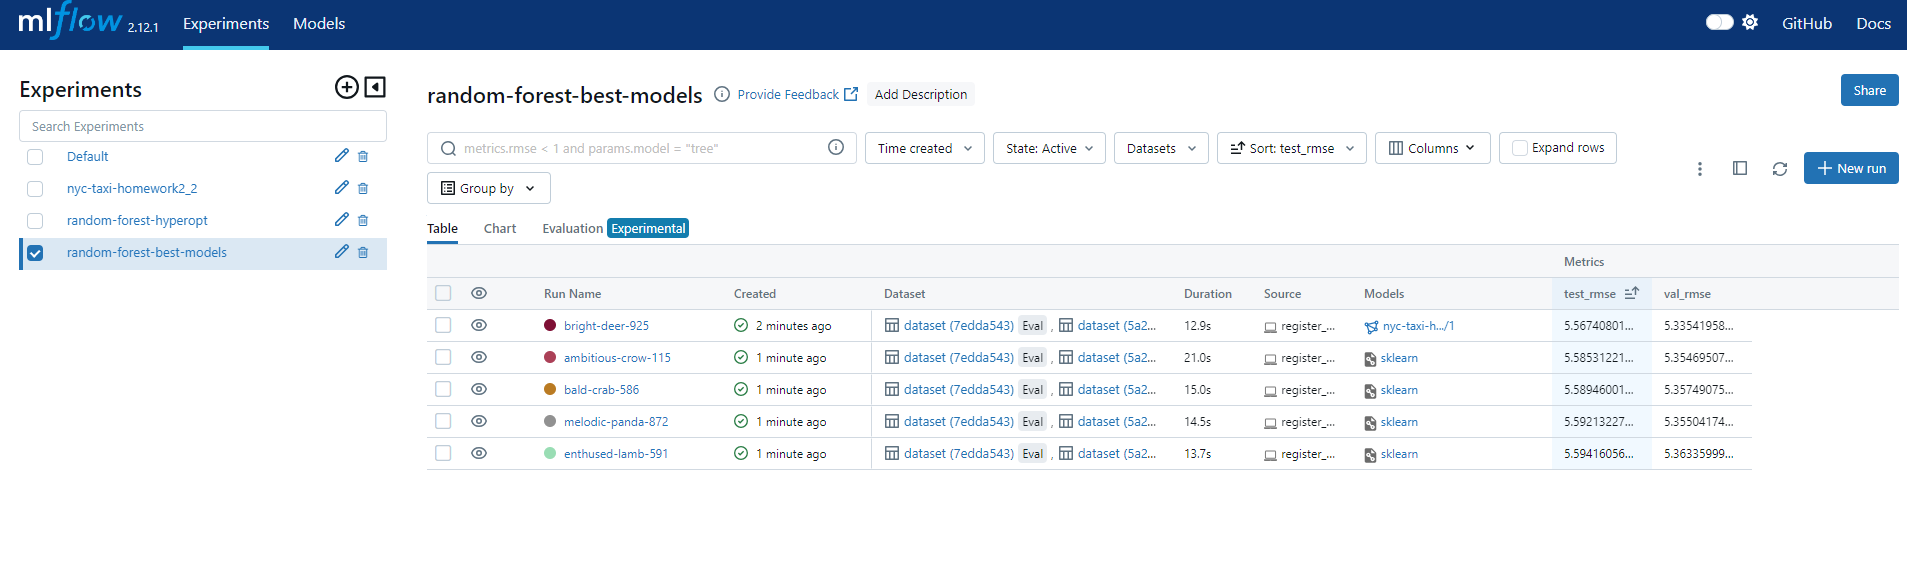 mlflow 2.12.1 Experiments Models GitHub Docs
Experiments
Search Experiments
Default
nyc-taxi-homework2_2
random-forest-hyperopt
random-forest-best-models
random-forest-best-models Provide Feedback Add Description Share
metrics.rmse < 1 and params.model = "tree" Time created State: Active Datasets Sort: test_rmse Columns Expand rows
New run
Group by
Table Chart Evaluation Experimental
Metrics
Run Name Created Dataset Duration Source Models test_rmse val_rmse
bright-deer-925 2 minutes ago dataset (7edda543) Eval , dataset (5a2... 12.9s register_... nyc-taxi-h.../1 5.56740801... 5.33541958...
ambitious-crow-115 1 minute ago dataset (7edda543) Eval , dataset (5a2... 21.0s register_... sklearn 5.58531221... 5.35469507...
bald-crab-586 1 minute ago dataset (7edda543) Eval , dataset (5a2... 15.0s register_... sklearn 5.58946001... 5.35749075...
melodic-panda-872 1 minute ago dataset (7edda543) Eval , dataset (5a2... 14.5s register_... sklearn 5.59213227... 5.35504174...
enthused-lamb-591 1 minute ago dataset (7edda543) Eval , dataset (5a2... 13.7s register_... sklearn 5.59416056... 5.36335999...